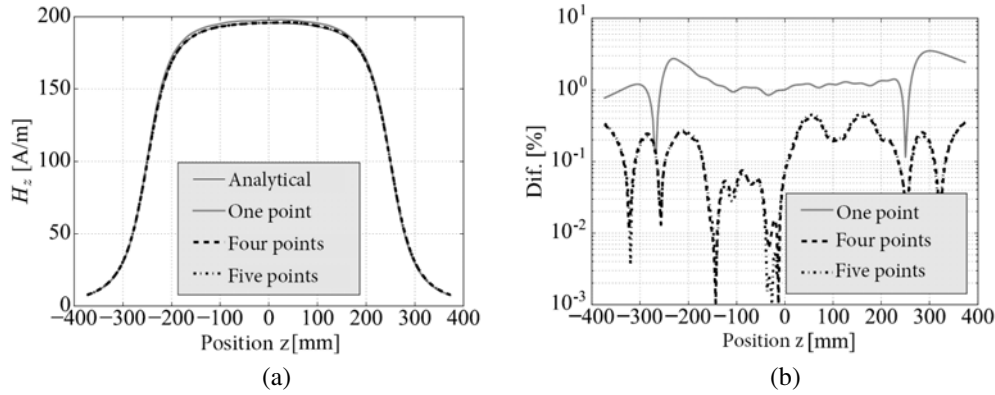 200
150
100
50
0
H_z [A/m]
Analytical
One point
Four points
Five points
−400 −300 −200 −100 0 100 200 300 400
Position z [mm]
(a)
10^1
10^0
10^-1
10^-2
10^-3
Dif. [%]
One point
Four points
Five points
−400 −300 −200 −100 0 100 200 300 400
Position z [mm]
(b)